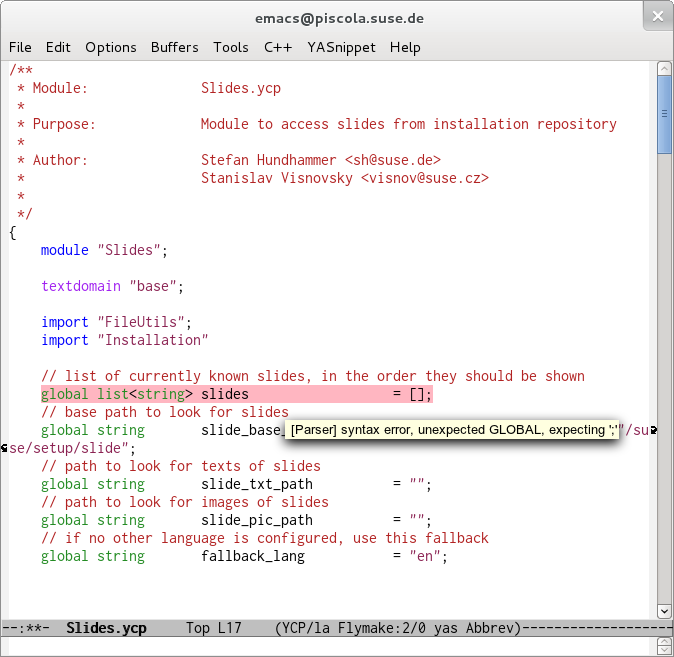 emacs@piscola.suse.de
File Edit Options Buffers Tools C++ YASnippet Help
/**
 * Module:              Slides.ycp
 *
 * Purpose:             Module to access slides from installation repository
 *
 * Author:              Stefan Hundhammer <sh@suse.de>
 *                      Stanislav Visnovsky <visnov@suse.cz>
 *
 */
{
    module "Slides";
    textdomain "base";
    import "FileUtils";
    import "Installation"
    // list of currently known slides, in the order they should be shown
    global list<string> slides                  = [];
    // base path to look for slides
    global string       slide_base_ [Parser] syntax error, unexpected GLOBAL, expecting ';' "/su
se/setup/slide";
    // path to look for texts of slides
    global string       slide_txt_path          = "";
    // path to look for images of slides
    global string       slide_pic_path          = "";
    // if no other language is configured, use this fallback
    global string       fallback_lang           = "en";
--:**-  Slides.ycp     Top L17    (YCP/la Flymake:2/0 yas Abbrev)-------------------